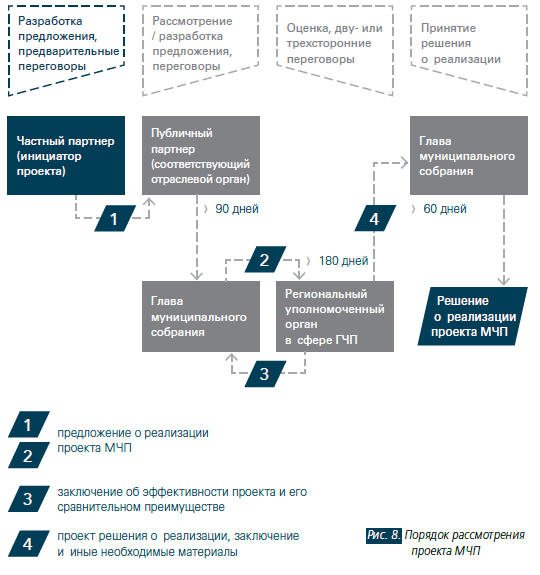 Разработка
предложения,
предварительные
переговоры
Рассмотрение
/ разработка
предложения,
переговоры
Оценка, дву- или
трехсторонние
переговоры
Принятие
решения
о реализации
Частный партнер
(инициатор
проекта)
Публичный
партнер
(соответствующий
отраслевой орган)
Глава
муниципального
собрания
1
> 90 дней
4
> 60 дней
2
> 180 дней
Глава
муниципального
собрания
Региональный
уполномоченный
орган
в сфере ГЧП
Решение
о реализации
проекта МЧП
3
1
2
предложение о реализации
проекта МЧП
3
заключение об эффективности проекта и его
сравнительном преимуществе
4
проект решения о реализации, заключение
и иные необходимые материалы
Рис. 8. Порядок рассмотрения
проекта МЧП